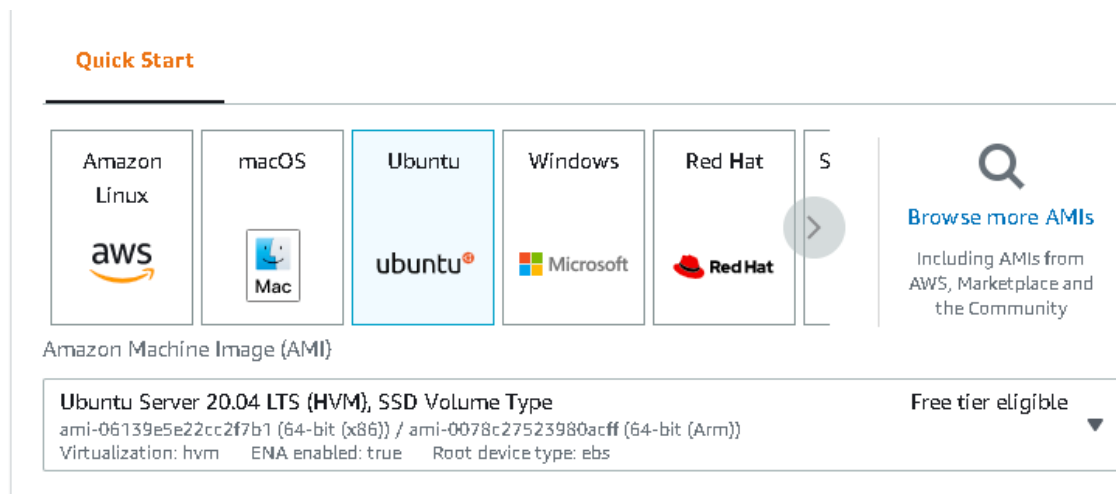 Quick Start
Amazon
Linux
aws
macOS
Mac
Ubuntu
ubuntu
Windows
Microsoft
Red Hat
RedHat
S
Browse more AMIs
Including AMIs from
AWS, Marketplace and
the Community
Amazon Machine Image (AMI)
Ubuntu Server 20.04 LTS (HVM), SSD Volume Type
Free tier eligible
ami-06139e5e22cc2f7b1 (64-bit (x86)) / ami-0078c27523980acff (64-bit (Arm))
Virtualization: hvm ENA enabled: true Root device type: ebs